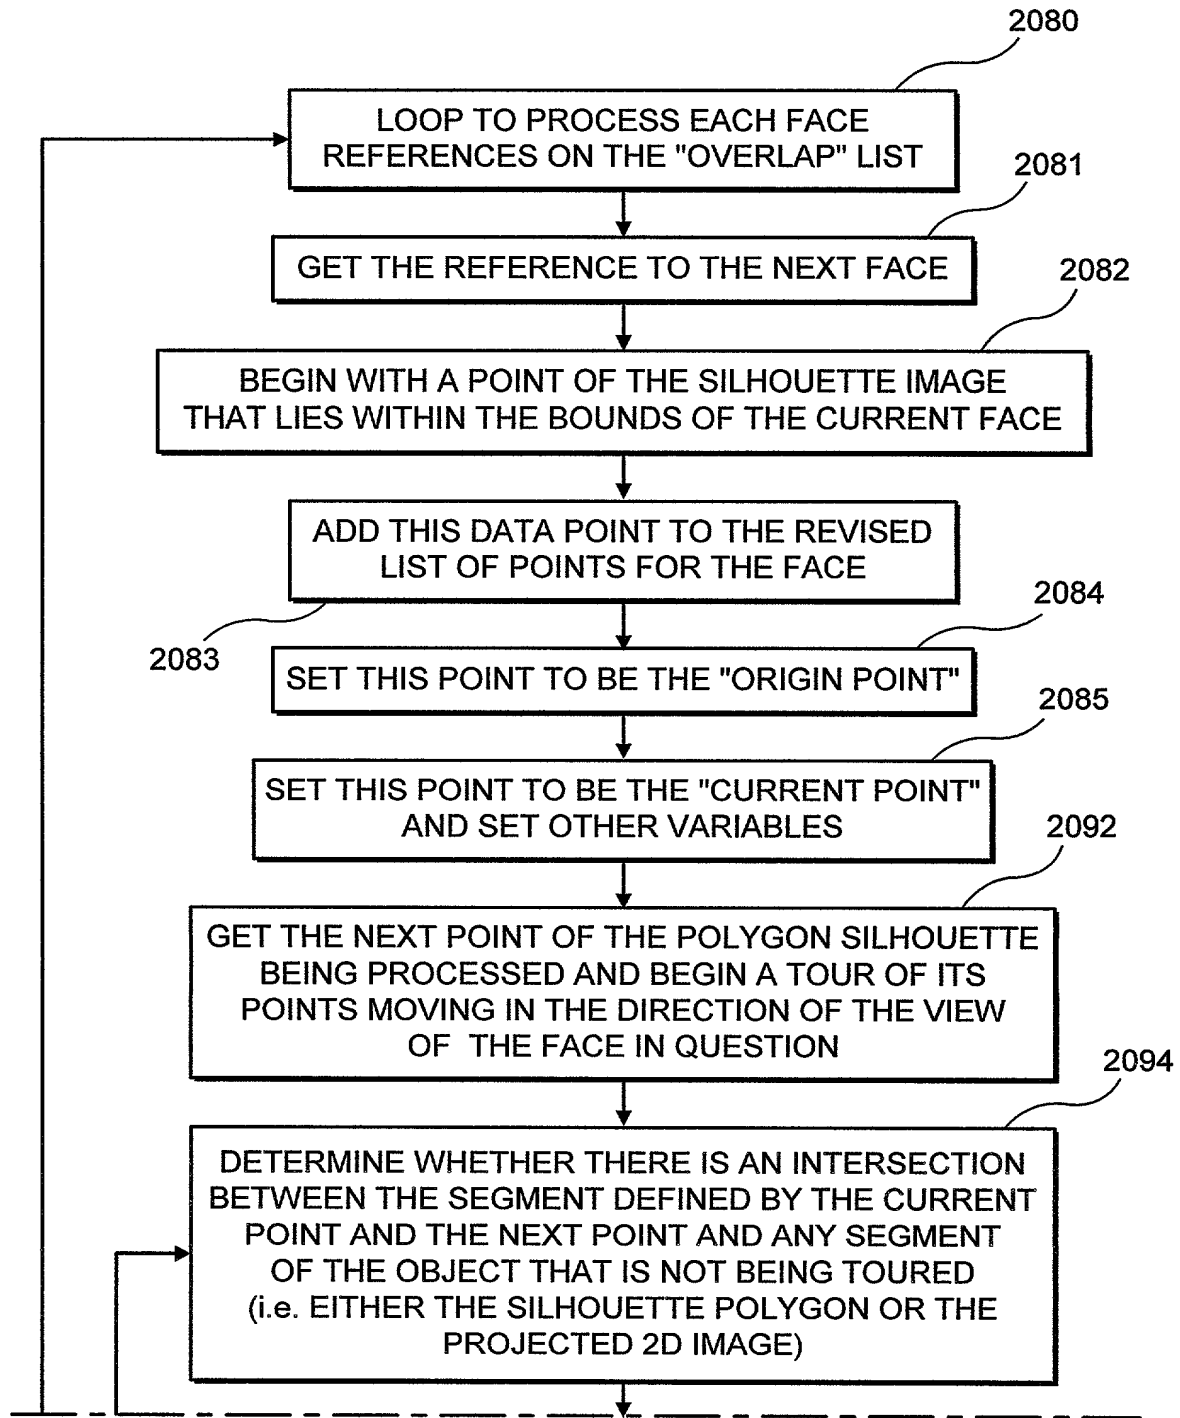 2080
LOOP TO PROCESS EACH FACE
REFERENCES ON THE "OVERLAP" LIST
2081
GET THE REFERENCE TO THE NEXT FACE
2082
BEGIN WITH A POINT OF THE SILHOUETTE IMAGE
THAT LIES WITHIN THE BOUNDS OF THE CURRENT FACE
ADD THIS DATA POINT TO THE REVISED
LIST OF POINTS FOR THE FACE
2083
2084
SET THIS POINT TO BE THE "ORIGIN POINT"
2085
SET THIS POINT TO BE THE "CURRENT POINT"
AND SET OTHER VARIABLES
2092
GET THE NEXT POINT OF THE POLYGON SILHOUETTE
BEING PROCESSED AND BEGIN A TOUR OF ITS
POINTS MOVING IN THE DIRECTION OF THE VIEW
OF THE FACE IN QUESTION
2094
DETERMINE WHETHER THERE IS AN INTERSECTION
BETWEEN THE SEGMENT DEFINED BY THE CURRENT
POINT AND THE NEXT POINT AND ANY SEGMENT
OF THE OBJECT THAT IS NOT BEING TOURED
(i.e. EITHER THE SILHOUETTE POLYGON OR THE
PROJECTED 2D IMAGE)